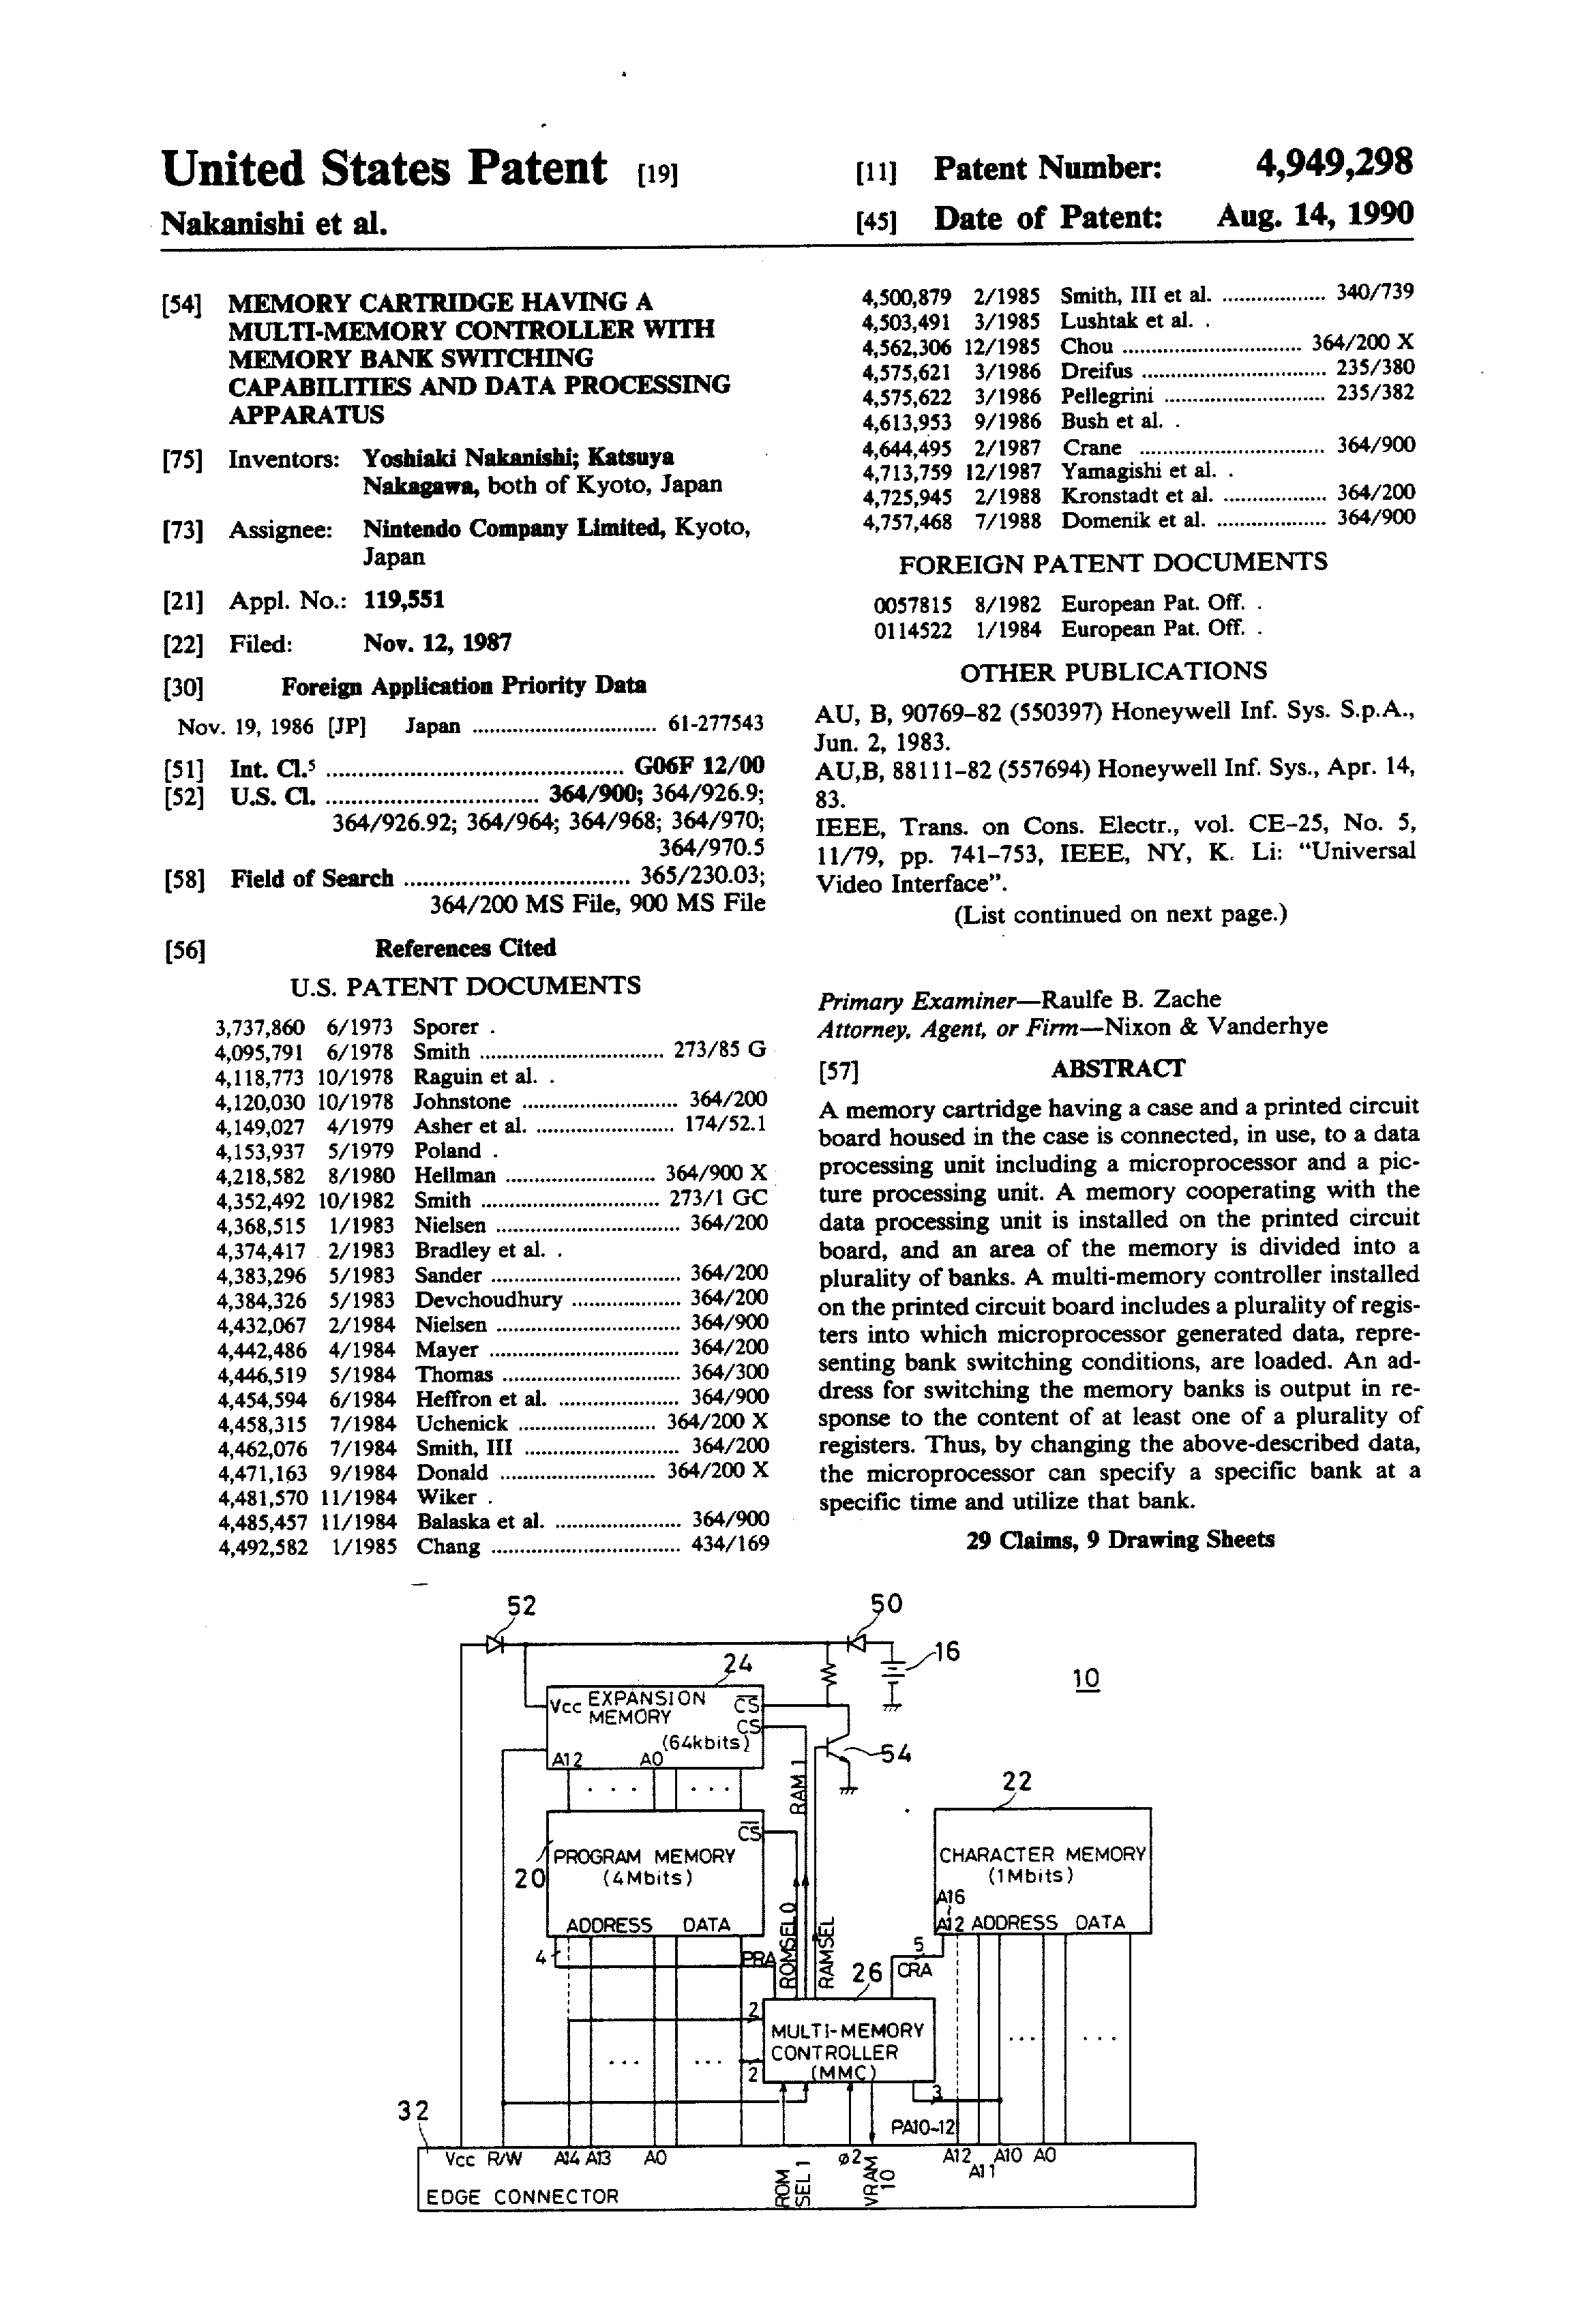 United States Patent [19]
Nakanishi et al.
[11] Patent Number: 4,949,298
[45] Date of Patent: Aug. 14, 1990
[54] MEMORY CARTRIDGE HAVING A
MULTI-MEMORY CONTROLLER WITH
MEMORY BANK SWITCHING
CAPABILITIES AND DATA PROCESSING
APPARATUS
[75] Inventors: Yoshiaki Nakanishi; Katsuya
Nakagawa, both of Kyoto, Japan
[73] Assignee: Nintendo Company Limited, Kyoto,
Japan
[21] Appl. No.: 119,551
[22] Filed: Nov. 12, 1987
[30] Foreign Application Priority Data
Nov. 19, 1986 [JP] Japan ................................ 61-277543
[51] Int. Cl.⁵ .............................................. G06F 12/00
[52] U.S. Cl. ................................. 364/900; 364/926.9;
364/926.92; 364/964; 364/968; 364/970;
364/970.5
[58] Field of Search ................................... 365/230.03;
364/200 MS File, 900 MS File
[56] References Cited
U.S. PATENT DOCUMENTS
3,737,860 6/1973 Sporer .
4,095,791 6/1978 Smith ................................ 273/85 G
4,118,773 10/1978 Raguin et al. .
4,120,030 10/1978 Johnstone ........................... 364/200
4,149,027 4/1979 Asher et al. ........................ 174/52.1
4,153,937 5/1979 Poland .
4,218,582 8/1980 Hellman .......................... 364/900 X
4,352,492 10/1982 Smith ............................... 273/1 GC
4,368,515 1/1983 Nielsen ................................ 364/200
4,374,417 2/1983 Bradley et al. .
4,383,296 5/1983 Sander ................................. 364/200
4,384,326 5/1983 Devchoudhury ................... 364/200
4,432,067 2/1984 Nielsen ................................ 364/900
4,442,486 4/1984 Mayer ................................. 364/200
4,446,519 5/1984 Thomas ............................... 364/300
4,454,594 6/1984 Heffron et al. ..................... 364/900
4,458,315 7/1984 Uchenick ........................ 364/200 X
4,462,076 7/1984 Smith, III ........................... 364/200
4,471,163 9/1984 Donald ........................... 364/200 X
4,481,570 11/1984 Wiker .
4,485,457 11/1984 Balaska et al. ...................... 364/900
4,492,582 1/1985 Chang ................................. 434/169
4,500,879 2/1985 Smith, III et al. .................. 340/739
4,503,491 3/1985 Lushtak et al. .
4,562,306 12/1985 Chou ............................... 364/200 X
4,575,621 3/1986 Dreifus ................................ 235/380
4,575,622 3/1986 Pellegrini ............................ 235/382
4,613,953 9/1986 Bush et al. .
4,644,495 2/1987 Crane ................................ 364/900
4,713,759 12/1987 Yamagishi et al. .
4,725,945 2/1988 Kronstadt et al. .................. 364/200
4,757,468 7/1988 Domenik et al. ................... 364/900
FOREIGN PATENT DOCUMENTS
0057815 8/1982 European Pat. Off. .
0114522 1/1984 European Pat. Off. .
OTHER PUBLICATIONS
AU, B, 90769-82 (550397) Honeywell Inf. Sys. S.p.A.,
Jun. 2, 1983.
AU,B, 88111-82 (557694) Honeywell Inf. Sys., Apr. 14,
83.
IEEE, Trans. on Cons. Electr., vol. CE-25, No. 5,
11/79, pp. 741-753, IEEE, NY, K. Li: “Universal
Video Interface”.
(List continued on next page.)
Primary Examiner—Raulfe B. Zache
Attorney, Agent, or Firm—Nixon & Vanderhye
[57] ABSTRACT
A memory cartridge having a case and a printed circuit
board housed in the case is connected, in use, to a data
processing unit including a microprocessor and a pic-
ture processing unit. A memory cooperating with the
data processing unit is installed on the printed circuit
board, and an area of the memory is divided into a
plurality of banks. A multi-memory controller installed
on the printed circuit board includes a plurality of regis-
ters into which microprocessor generated data, repre-
senting bank switching conditions, are loaded. An ad-
dress for switching the memory banks is output in re-
sponse to the content of at least one of a plurality of
registers. Thus, by changing the above-described data,
the microprocessor can specify a specific bank at a
specific time and utilize that bank.
29 Claims, 9 Drawing Sheets
52
50
16
24
10
Vcc EXPANSION CS
MEMORY CS
(64kbits)
A12 A0
54
RAM 1
22
CS
PROGRAM MEMORY
20 (4Mbits)
ADDRESS DATA
CHARACTER MEMORY
(1Mbits)
A16
A12 ADDRESS DATA
4
PRA
ROMSEL0
RAMSEL
5
26 CRA
2
MULTI-MEMORY
CONTROLLER
2 (MMC)
3
32
PA10~12
Vcc R/W A14 A13 A0
ROM SEL 1
ø2
VRAM 10
A12 A11 A10 A0
EDGE CONNECTOR